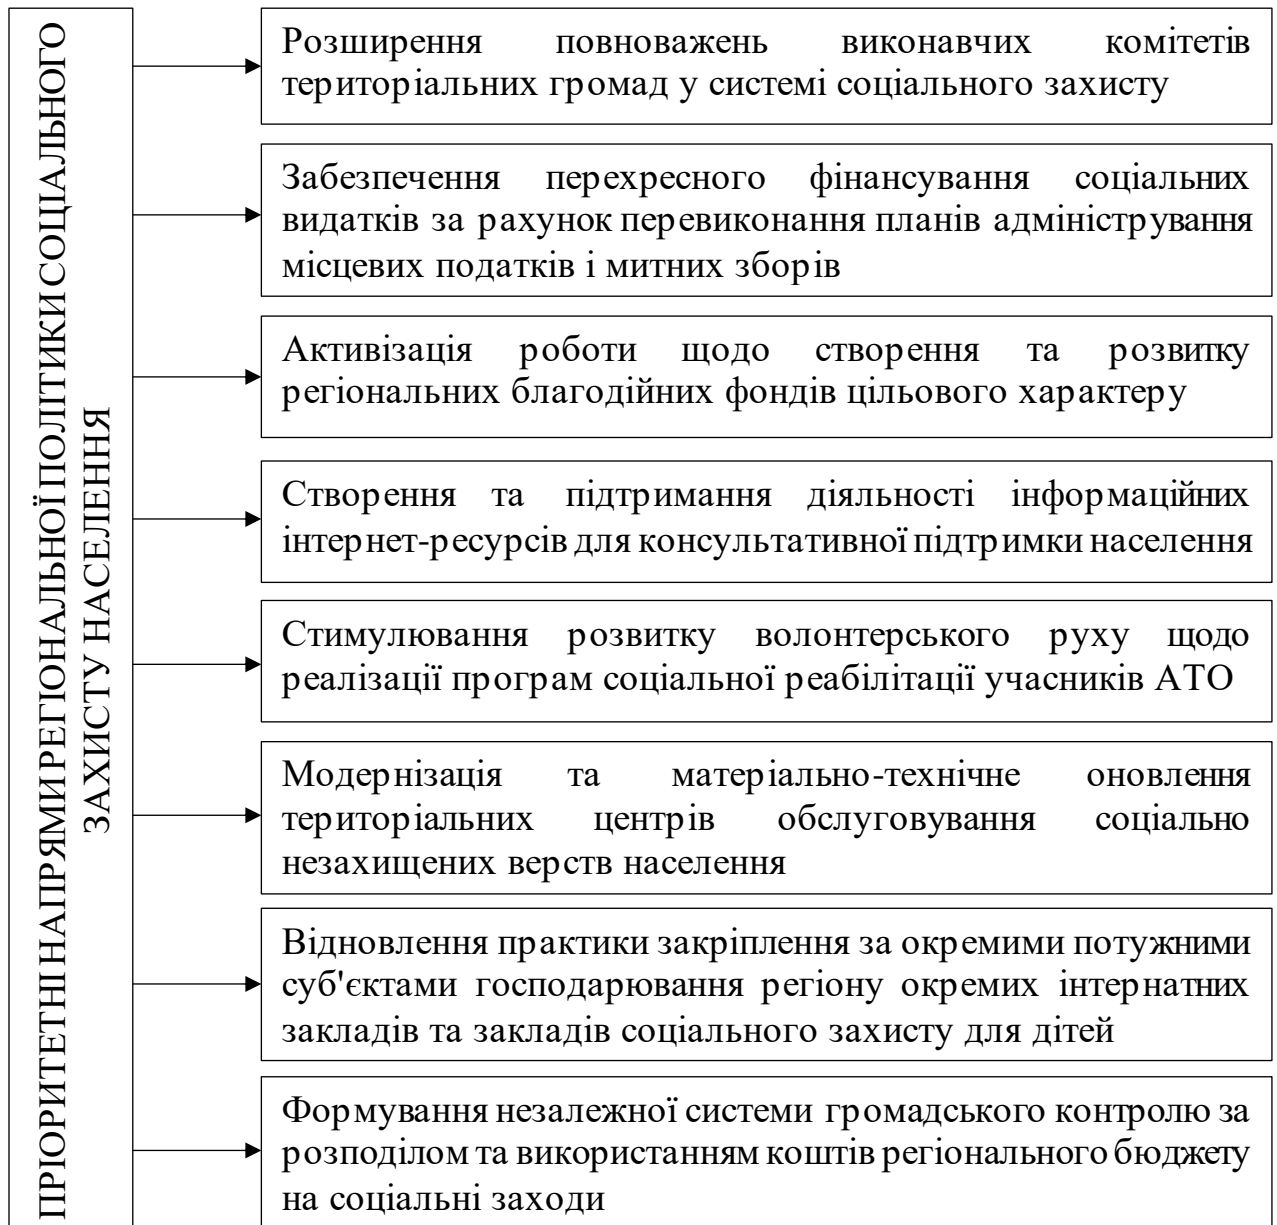 ПРІОРИТЕТНІ НАПРЯМИ РЕГІОНАЛЬНОЇ ПОЛІТИКИ СОЦІАЛЬНОГО
ЗАХИСТУ НАСЕЛЕННЯ
Розширення повноважень виконавчих комітетів
територіальних громад у системі соціального захисту
Забезпечення перехресного фінансування соціальних
видатків за рахунок перевиконання планів адміністрування
місцевих податків і митних зборів
Активізація роботи щодо створення та розвитку
регіональних благодійних фондів цільового характеру
Створення та підтримання діяльності інформаційних
інтернет-ресурсів для консультативної підтримки населення
Стимулювання розвитку волонтерського руху щодо
реалізації програм соціальної реабілітації учасників АТО
Модернізація та матеріально-технічне оновлення
територіальних центрів обслуговування соціально
незахищених верств населення
Відновлення практики закріплення за окремими потужними
суб'єктами господарювання регіону окремих інтернатних
закладів та закладів соціального захисту для дітей
Формування незалежної системи громадського контролю за
розподілом та використанням коштів регіонального бюджету
на соціальні заходи